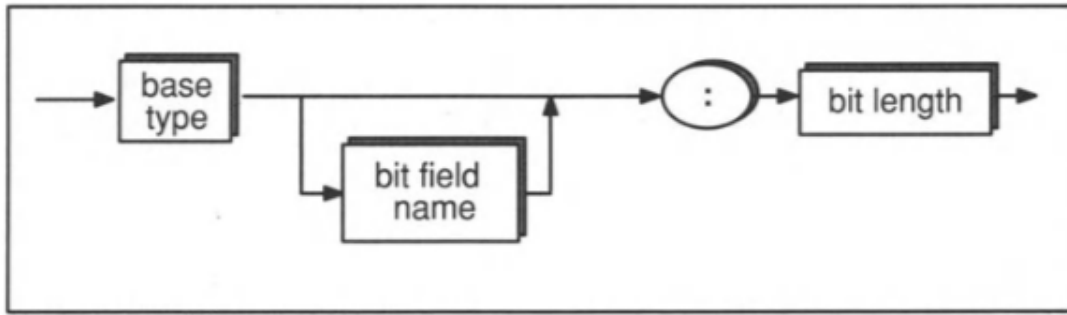 base
type
:
bit length
bit field
name